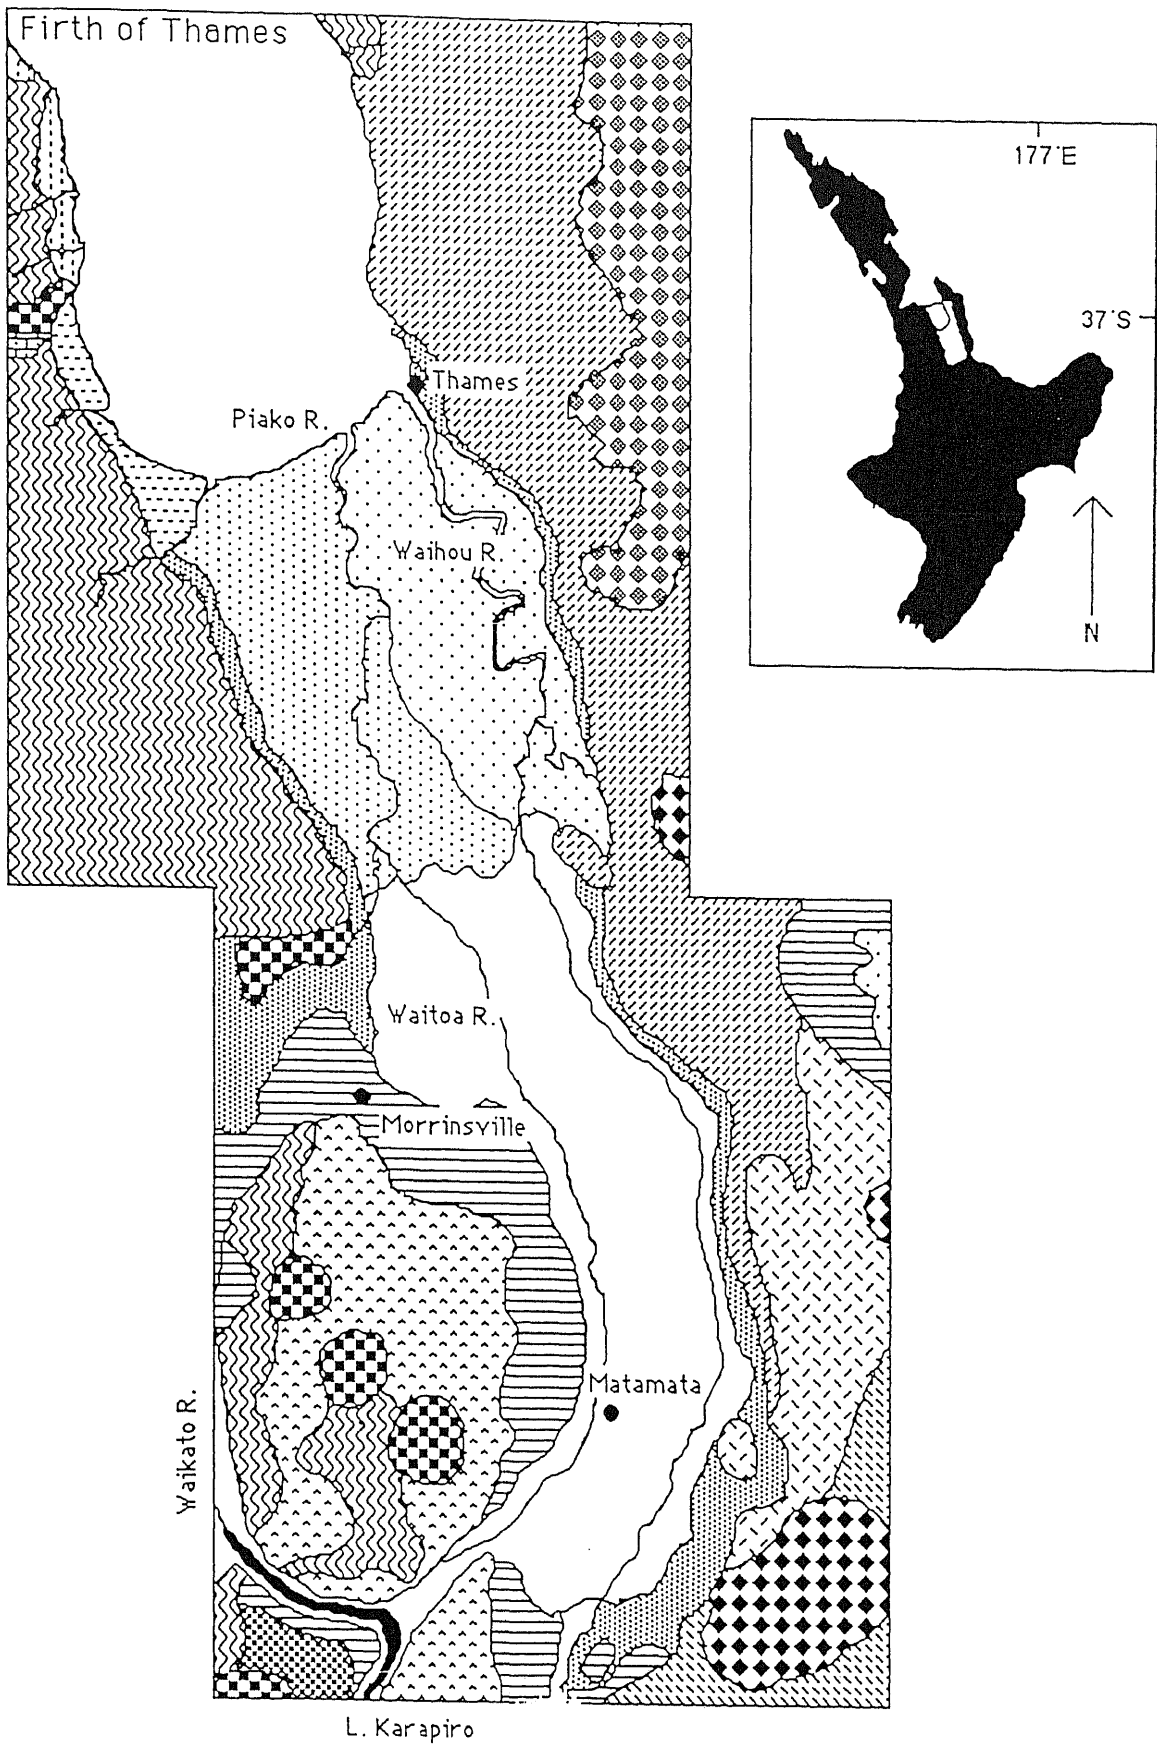 Firth of Thames
177°E
37°S
Thames
Piako R.
Waihou R.
N
Waitoa R.
Morrinsville
Matamata
Waikato R.
L. Karapiro